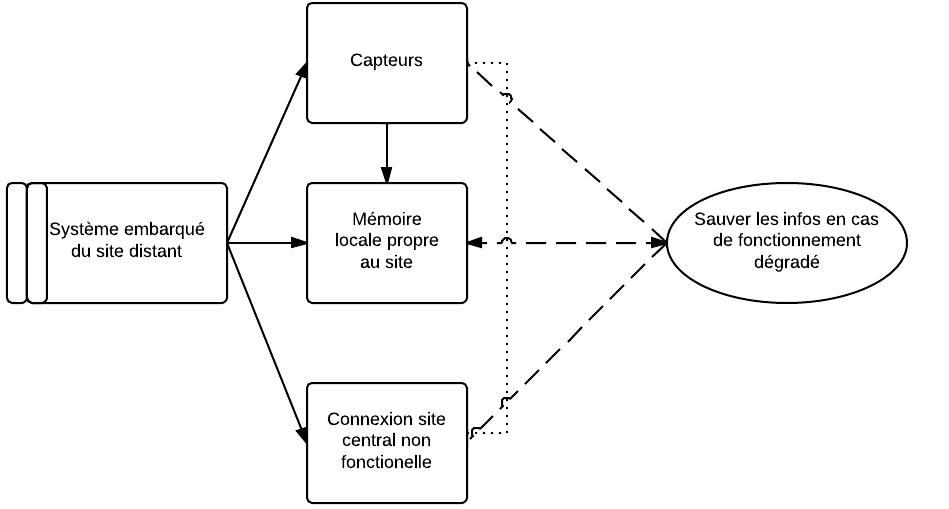 Capteurs
Système embarqué
du site distant
Mémoire
locale propre
au site
Sauver les infos en cas
de fonctionnement
dégradé
Connexion site
central non
fonctionelle